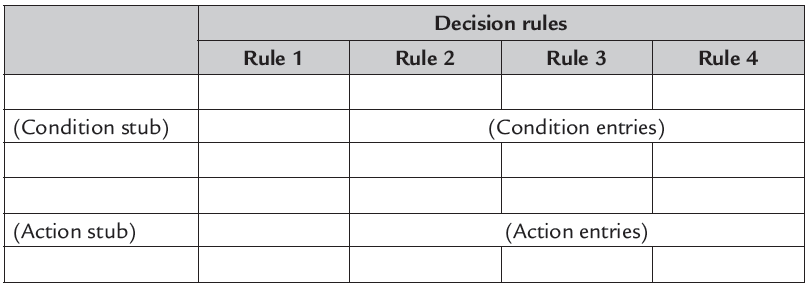 Decision rules
Rule 1 Rule 2 Rule 3 Rule 4
(Condition stub) (Condition entries)
(Action stub) (Action entries)